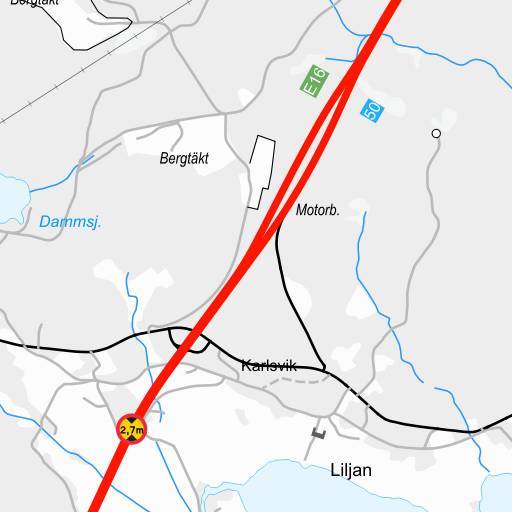 Bergtäkt
E16
50
Bergtäkt
Dammsj.
Motorb.
Karlsvik
2,7m
Liljan